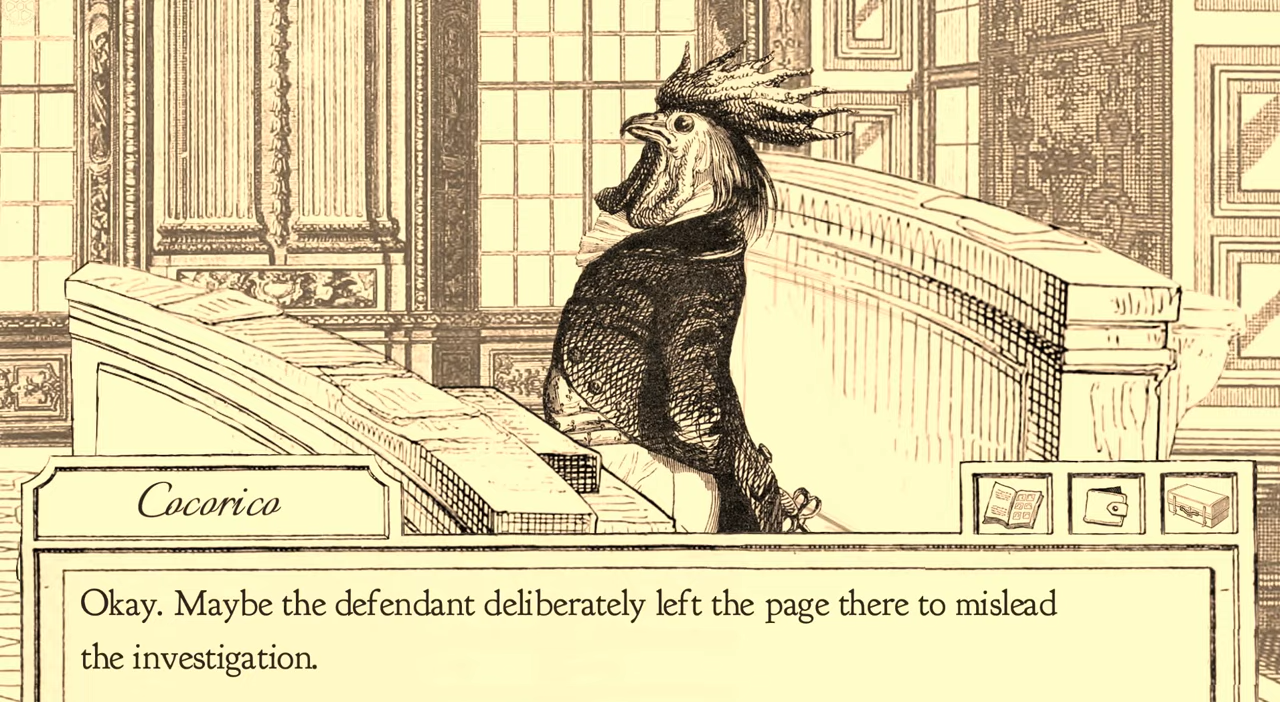 Cocorico
Okay. Maybe the defendant deliberately left the page there to mislead
the investigation.